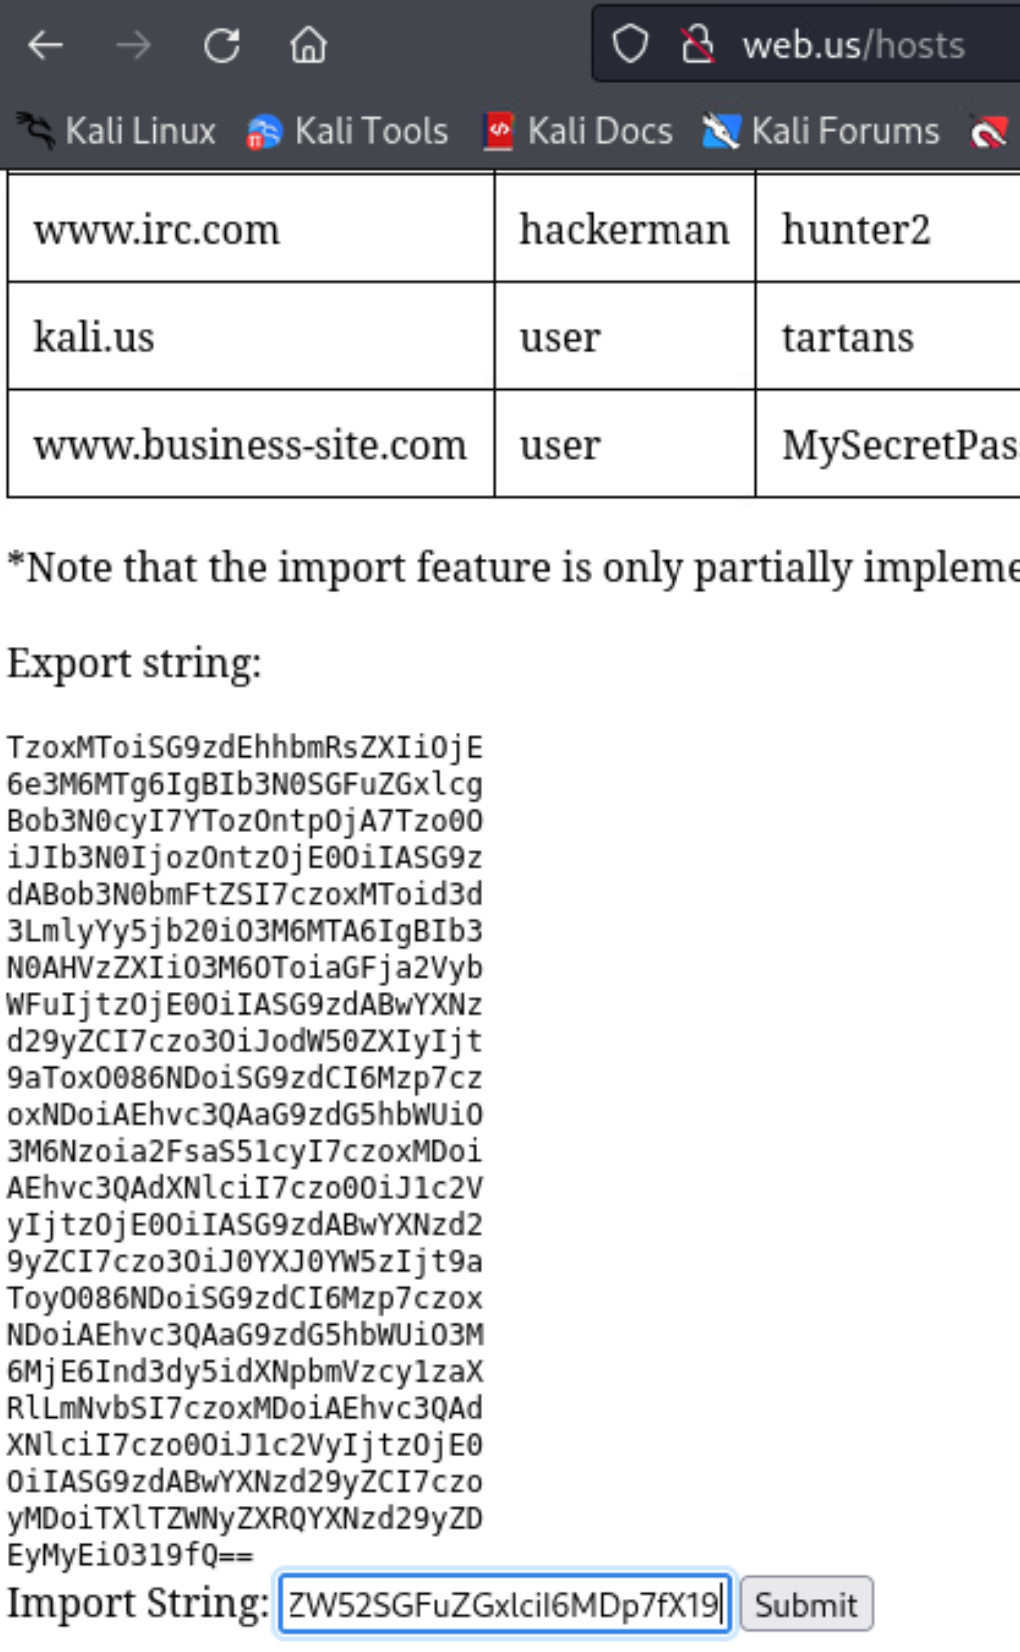 web.us/hosts
Kali Linux Kali Tools Kali Docs Kali Forums
www.irc.com hackerman hunter2
kali.us user tartans
www.business-site.com user MySecretPas
*Note that the import feature is only partially impleme
Export string:
TzoxMToiSG9zdEhhbmRsZXIiOjE
6e3M6MTg6IgBIb3N0SGFuZGxlcg
Bob3N0cyI7YTozOntpOjA7Tzo0O
iJIb3N0IjozOntzOjE0OiIASG9z
dABob3N0bmFtZSI7czoxMToid3d
3LmlyYy5jb20iO3M6MTA6IgBIb3
N0AHVzZXIiO3M6OToiaGFja2Vyb
WFuIjtzOjE0OiIASG9zdABwYXNz
d29yZCI7czo3OiJodW50ZXIyIjt
9aToxO086NDoiSG9zdCI6Mzp7cz
oxNDoiAEhvc3QAaG9zdG5hbWUiO
3M6Nzoia2FsaS51cyI7czoxMDoi
AEhvc3QAdXNlciI7czo0OiJ1c2V
yIjtzOjE0OiIASG9zdABwYXNzd2
9yZCI7czo3OiJ0YXJ0YW5zIjt9a
ToyO086NDoiSG9zdCI6Mzp7czox
NDoiAEhvc3QAaG9zdG5hbWUiO3M
6MjE6Ind3dy5idXNpbmVzcy1zaX
RlLmNvbSI7czoxMDoiAEhvc3QAd
XNlciI7czo0OiJ1c2VyIjtzOjE0
OiIASG9zdABwYXNzd29yZCI7czo
yMDoiTXlTZWNyZXRQYXNzd29yZD
EyMyEiO319fQ==
Import String: ZW52SGFuZGxlciI6MDp7fX19 Submit